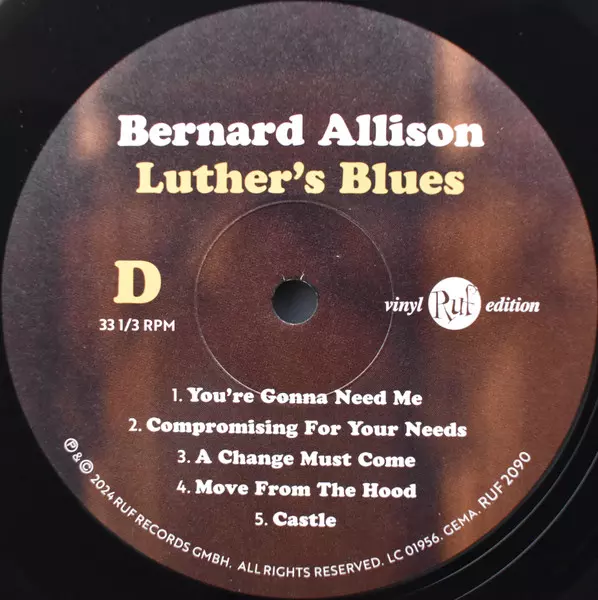 Bernard Allison
Luther's Blues
D
33 1/3 RPM
vinyl Ruf edition
1. You're Gonna Need Me
2. Compromising For Your Needs
3. A Change Must Come
4. Move From The Hood
5. Castle
℗ & © 2024 RUF RECORDS GMBH. ALL RIGHTS RESERVED. LC 01956. GEMA. RUF 2090